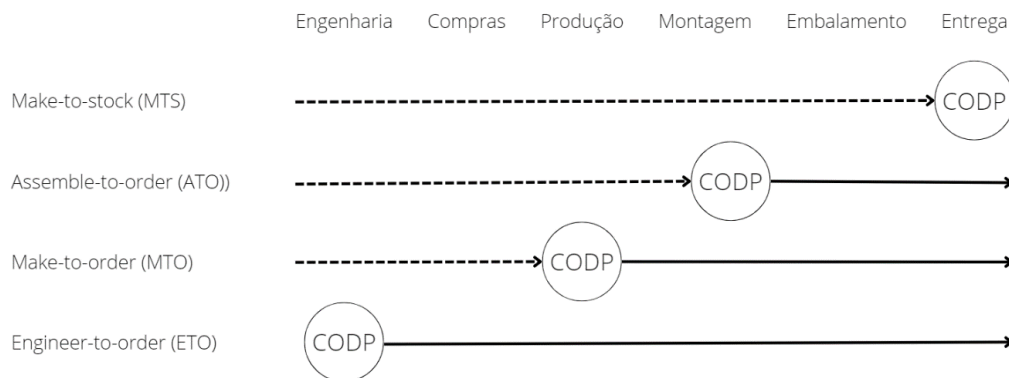 Engenharia Compras Produção Montagem Embalamento Entrega
Make-to-stock (MTS) CODP
Assemble-to-order (ATO)) CODP
Make-to-order (MTO) CODP
Engineer-to-order (ETO) CODP